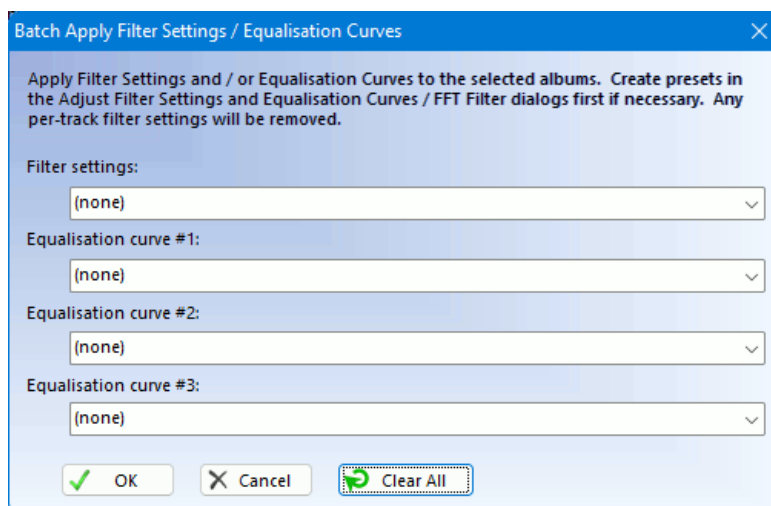 Batch Apply Filter Settings / Equalisation Curves
Apply Filter Settings and / or Equalisation Curves to the selected albums.  Create presets in
the Adjust Filter Settings and Equalisation Curves / FFT Filter dialogs first if necessary.  Any
per-track filter settings will be removed.
Filter settings:
(none)
Equalisation curve #1:
(none)
Equalisation curve #2:
(none)
Equalisation curve #3:
(none)
OK
Cancel
Clear All